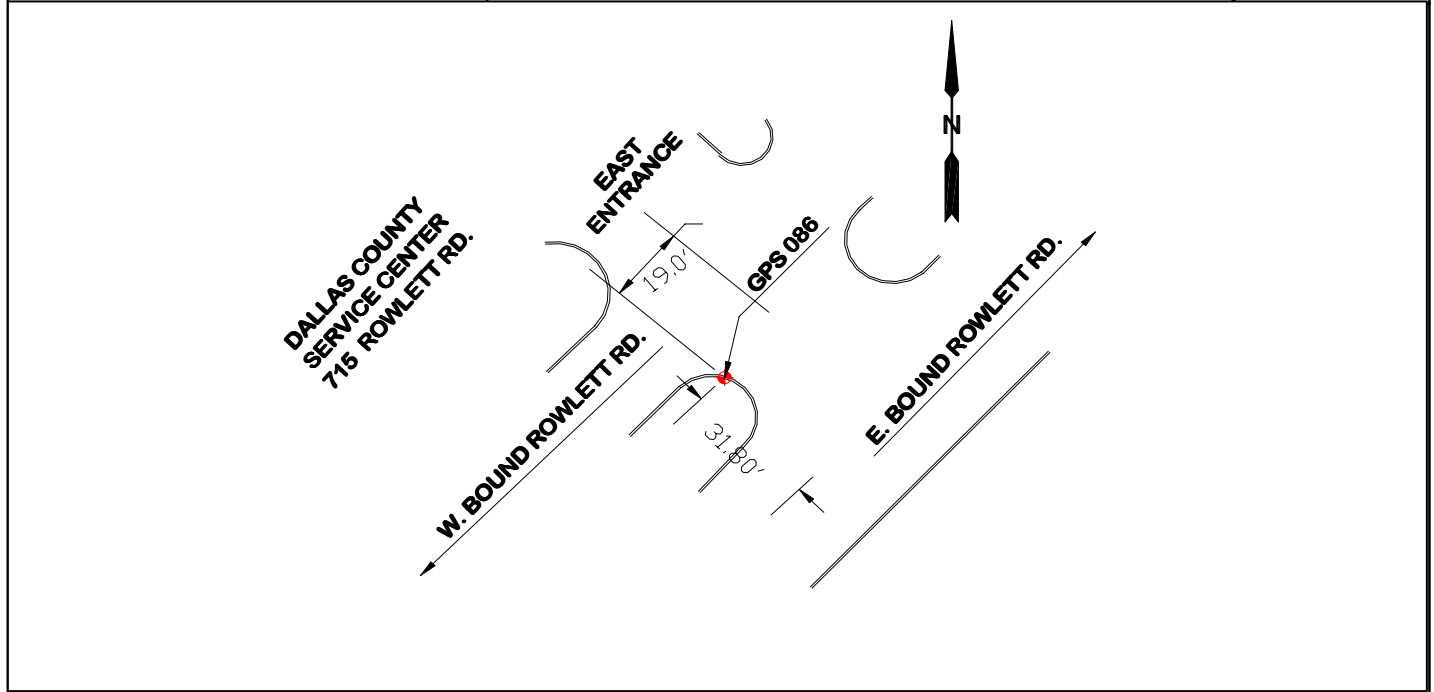 N
EAST
ENTRANCE
DALLAS COUNTY
SERVICE CENTER
715 ROWLETT RD.
19.0'
GPS 086
W. BOUND ROWLETT RD.
31.80'
E. BOUND ROWLETT RD.